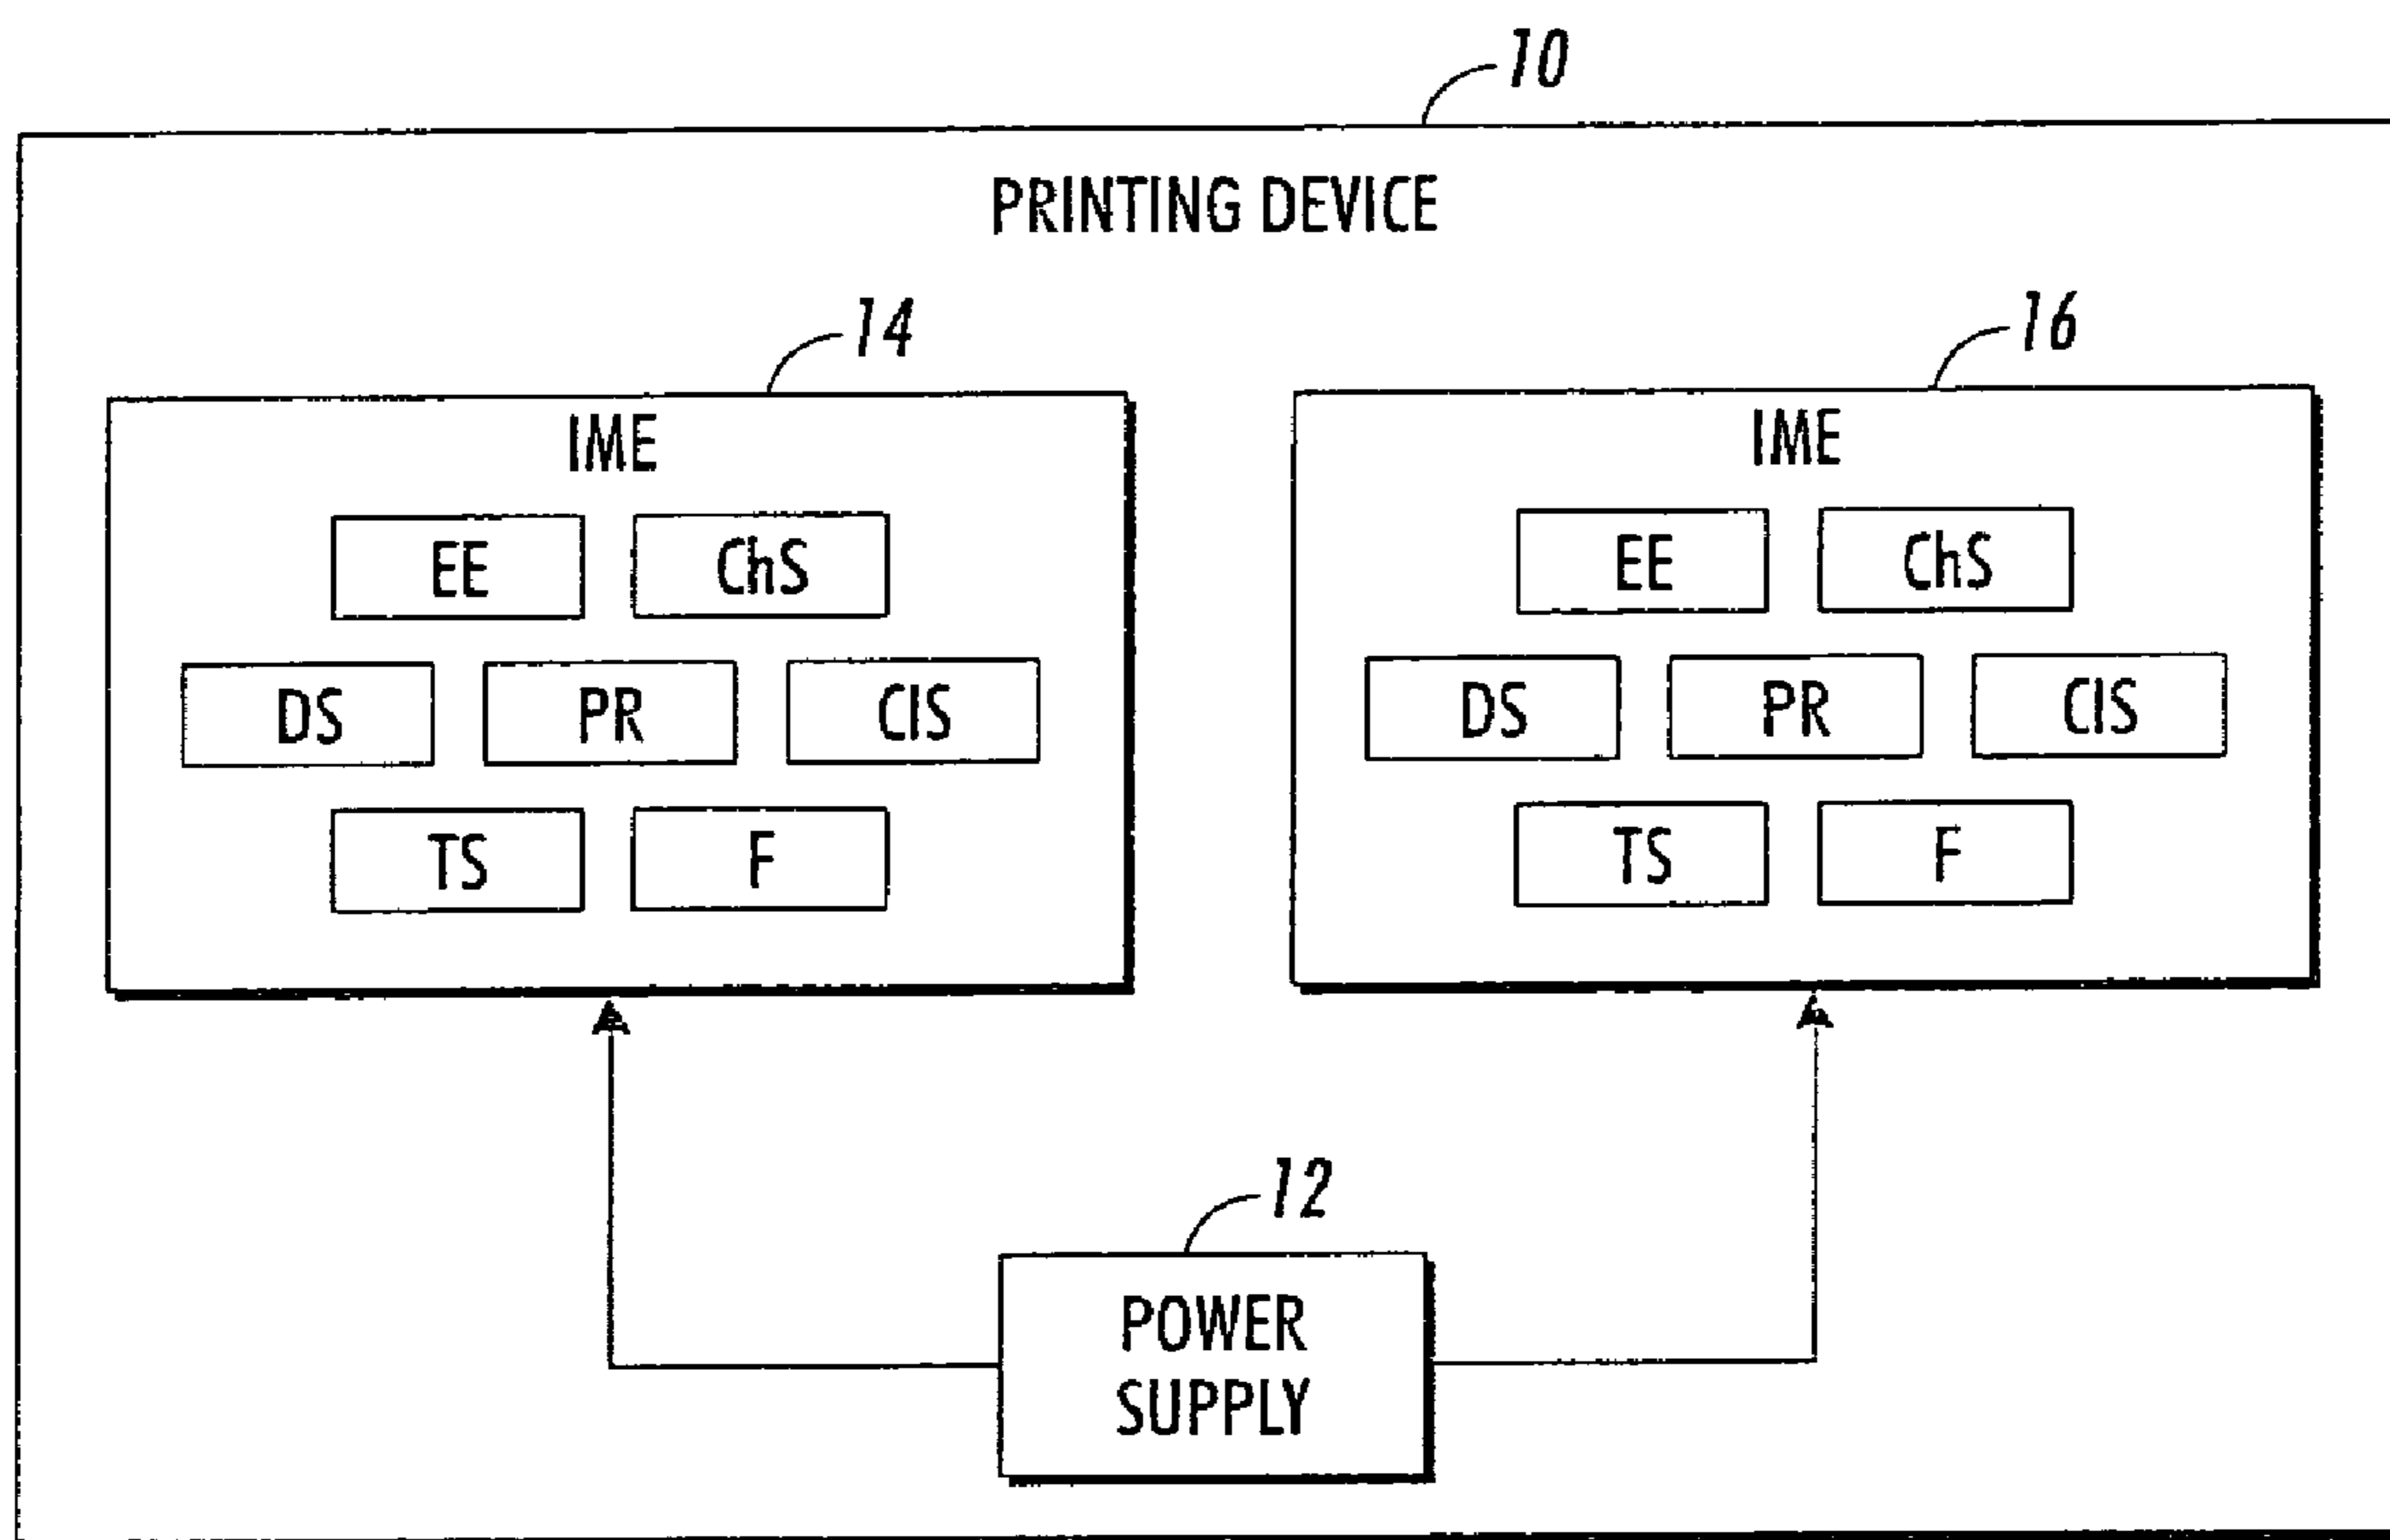 10
PRINTING DEVICE
14
IME
EE ChS
DS PR CIS
TS F
16
IME
EE ChS
DS PR CIS
TS F
12
POWER
SUPPLY